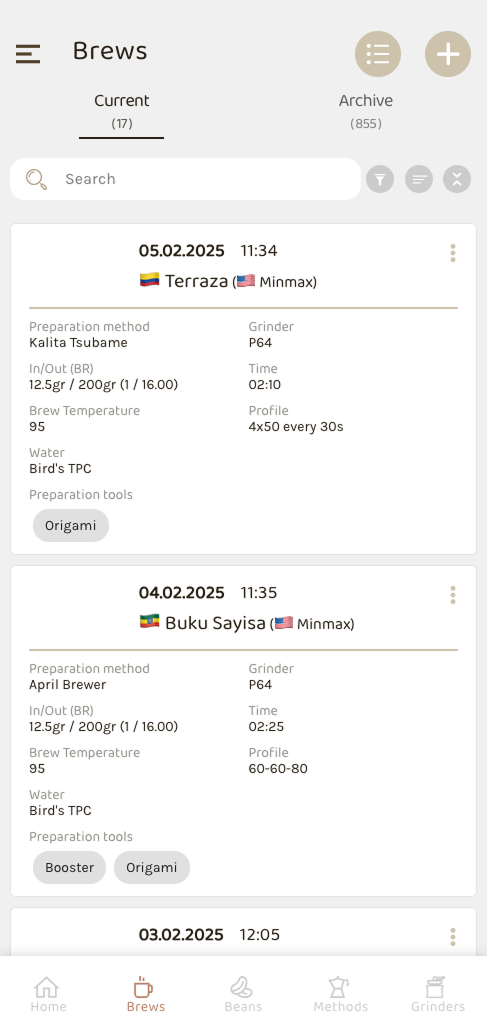 Brews
Current
(17)
Archive
(855)
Search
05.02.2025 11:34
Terraza (Minmax)
Preparation method
Kalita Tsubame
Grinder
P64
In/Out (BR)
12.5gr / 200gr (1 / 16.00)
Time
02:10
Brew Temperature
95
Profile
4x50 every 30s
Water
Bird's TPC
Preparation tools
Origami
04.02.2025 11:35
Buku Sayisa (Minmax)
Preparation method
April Brewer
Grinder
P64
In/Out (BR)
12.5gr / 200gr (1 / 16.00)
Time
02:25
Brew Temperature
95
Profile
60-60-80
Water
Bird's TPC
Preparation tools
Booster Origami
03.02.2025 12:05
Home Brews Beans Methods Grinders